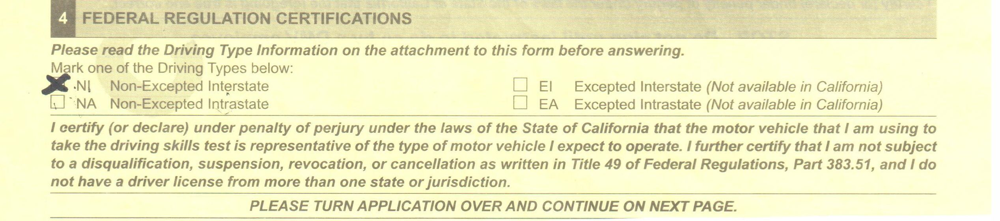 4 FEDERAL REGULATION CERTIFICATIONS
Please read the Driving Type Information on the attachment to this form before answering.
Mark one of the Driving Types below:
☒ NI Non-Excepted Interstate ☐ EI Excepted Interstate (Not available in California)
☐ NA Non-Excepted Intrastate ☐ EA Excepted Intrastate (Not available in California)
I certify (or declare) under penalty of perjury under the laws of the State of California that the motor vehicle that I am using to
take the driving skills test is representative of the type of motor vehicle I expect to operate. I further certify that I am not subject
to a disqualification, suspension, revocation, or cancellation as written in Title 49 of Federal Regulations, Part 383.51, and I do
not have a driver license from more than one state or jurisdiction.
PLEASE TURN APPLICATION OVER AND CONTINUE ON NEXT PAGE.